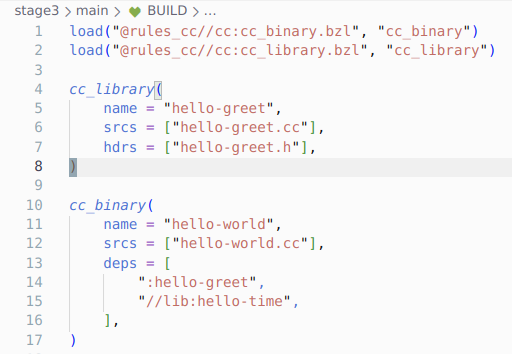 stage3 > main > BUILD > ...
1 load("@rules_cc//cc:cc_binary.bzl", "cc_binary")
2 load("@rules_cc//cc:cc_library.bzl", "cc_library")
3
4 cc_library(
5     name = "hello-greet",
6     srcs = ["hello-greet.cc"],
7     hdrs = ["hello-greet.h"],
8 )
9
10 cc_binary(
11     name = "hello-world",
12     srcs = ["hello-world.cc"],
13     deps = [
14         ":hello-greet",
15         "//lib:hello-time",
16     ],
17 )